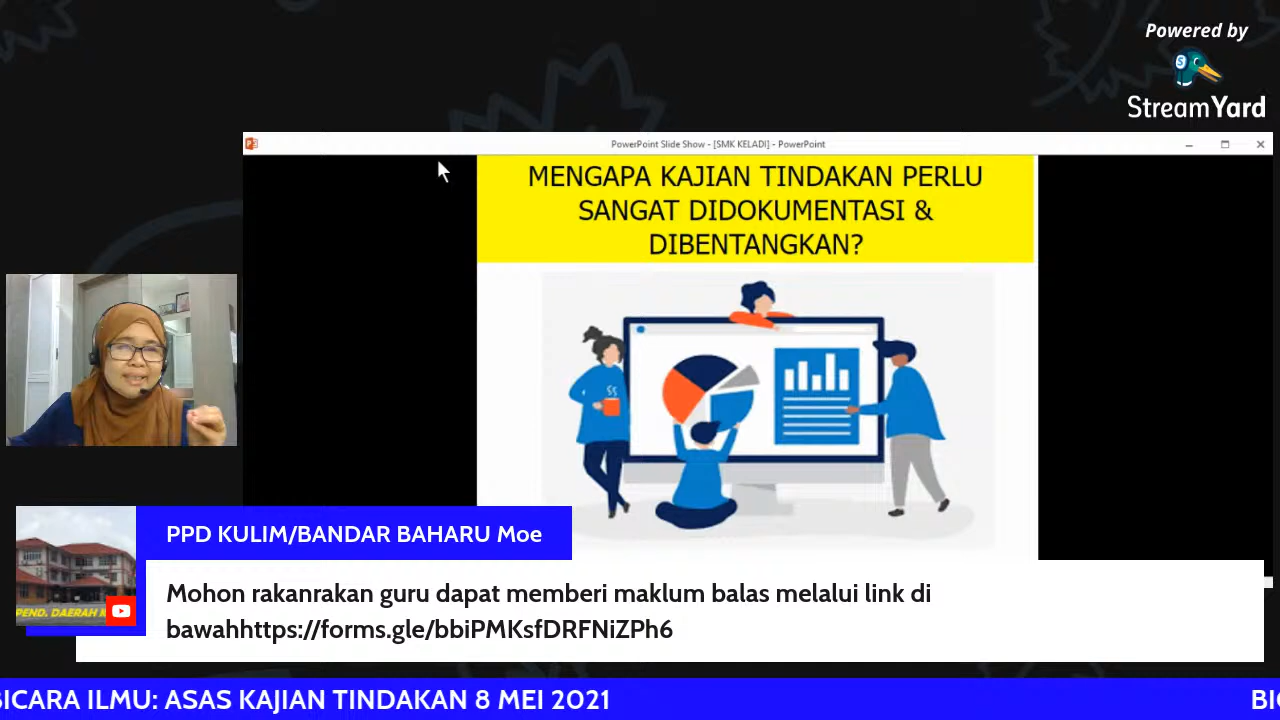 Powered by
StreamYard
PowerPoint Slide Show - [SMK KELADI] - PowerPoint
MENGAPA KAJIAN TINDAKAN PERLU
SANGAT DIDOKUMENTASI &
DIBENTANGKAN?
PPD KULIM/BANDAR BAHARU Moe
PEND. DAERAH K
Mohon rakanrakan guru dapat memberi maklum balas melalui link di
bawahhttps://forms.gle/bbiPMKsfDRFNiZPh6
BICARA ILMU: ASAS KAJIAN TINDAKAN 8 MEI 2021